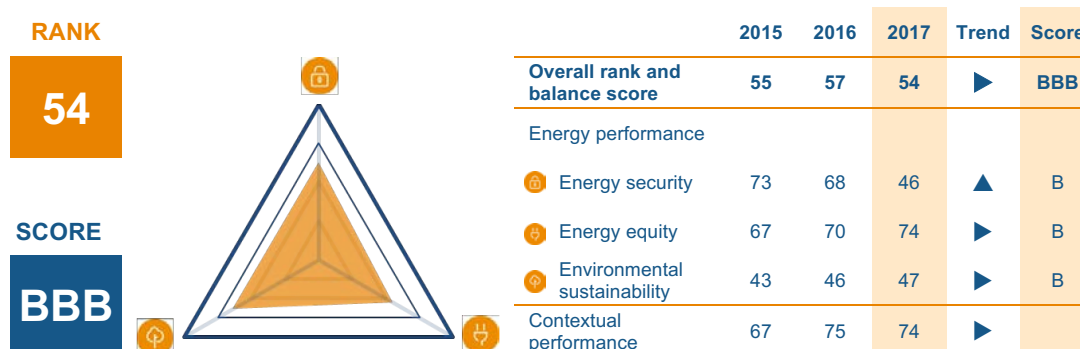 RANK
54
SCORE
BBB
2015 2016 2017 Trend Score
Overall rank and
balance score 55 57 54 BBB
Energy performance
Energy security 73 68 46 B
Energy equity 67 70 74 B
Environmental
sustainability 43 46 47 B
Contextual
performance 67 75 74